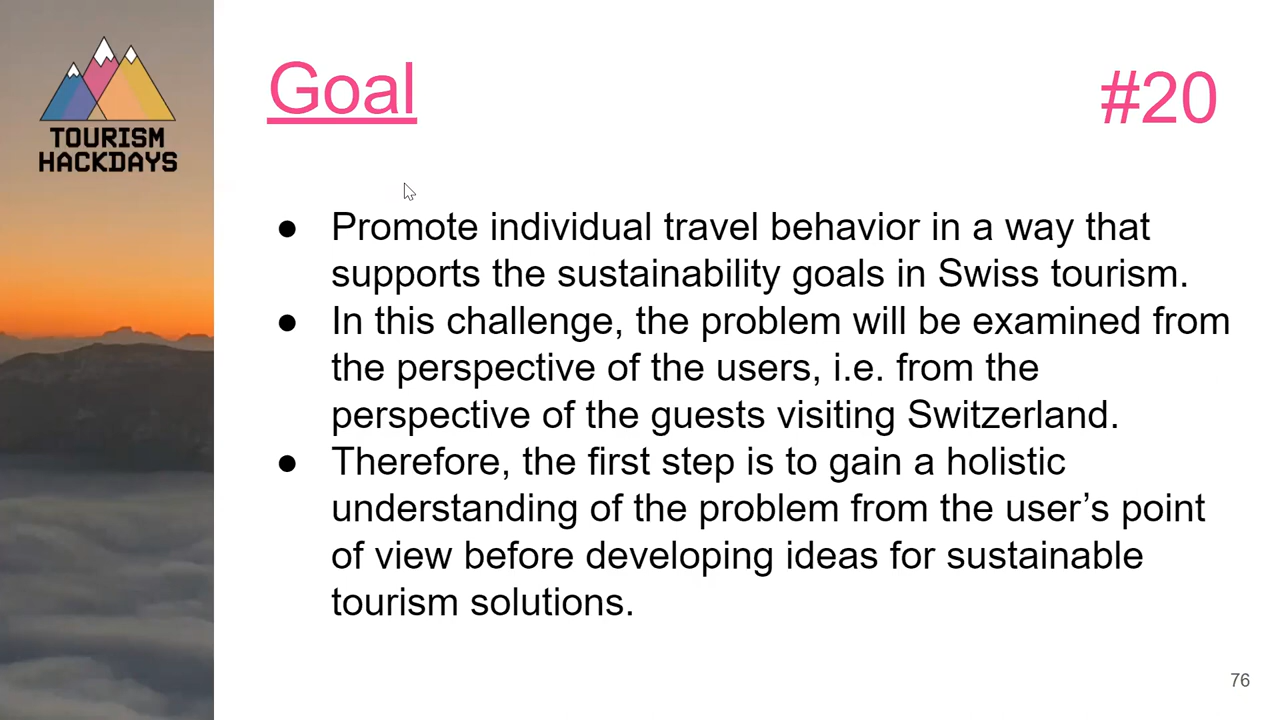 TOURISM
HACKDAYS
Goal
#20
● Promote individual travel behavior in a way that
supports the sustainability goals in Swiss tourism.
● In this challenge, the problem will be examined from
the perspective of the users, i.e. from the
perspective of the guests visiting Switzerland.
● Therefore, the first step is to gain a holistic
understanding of the problem from the user’s point
of view before developing ideas for sustainable
tourism solutions.
76